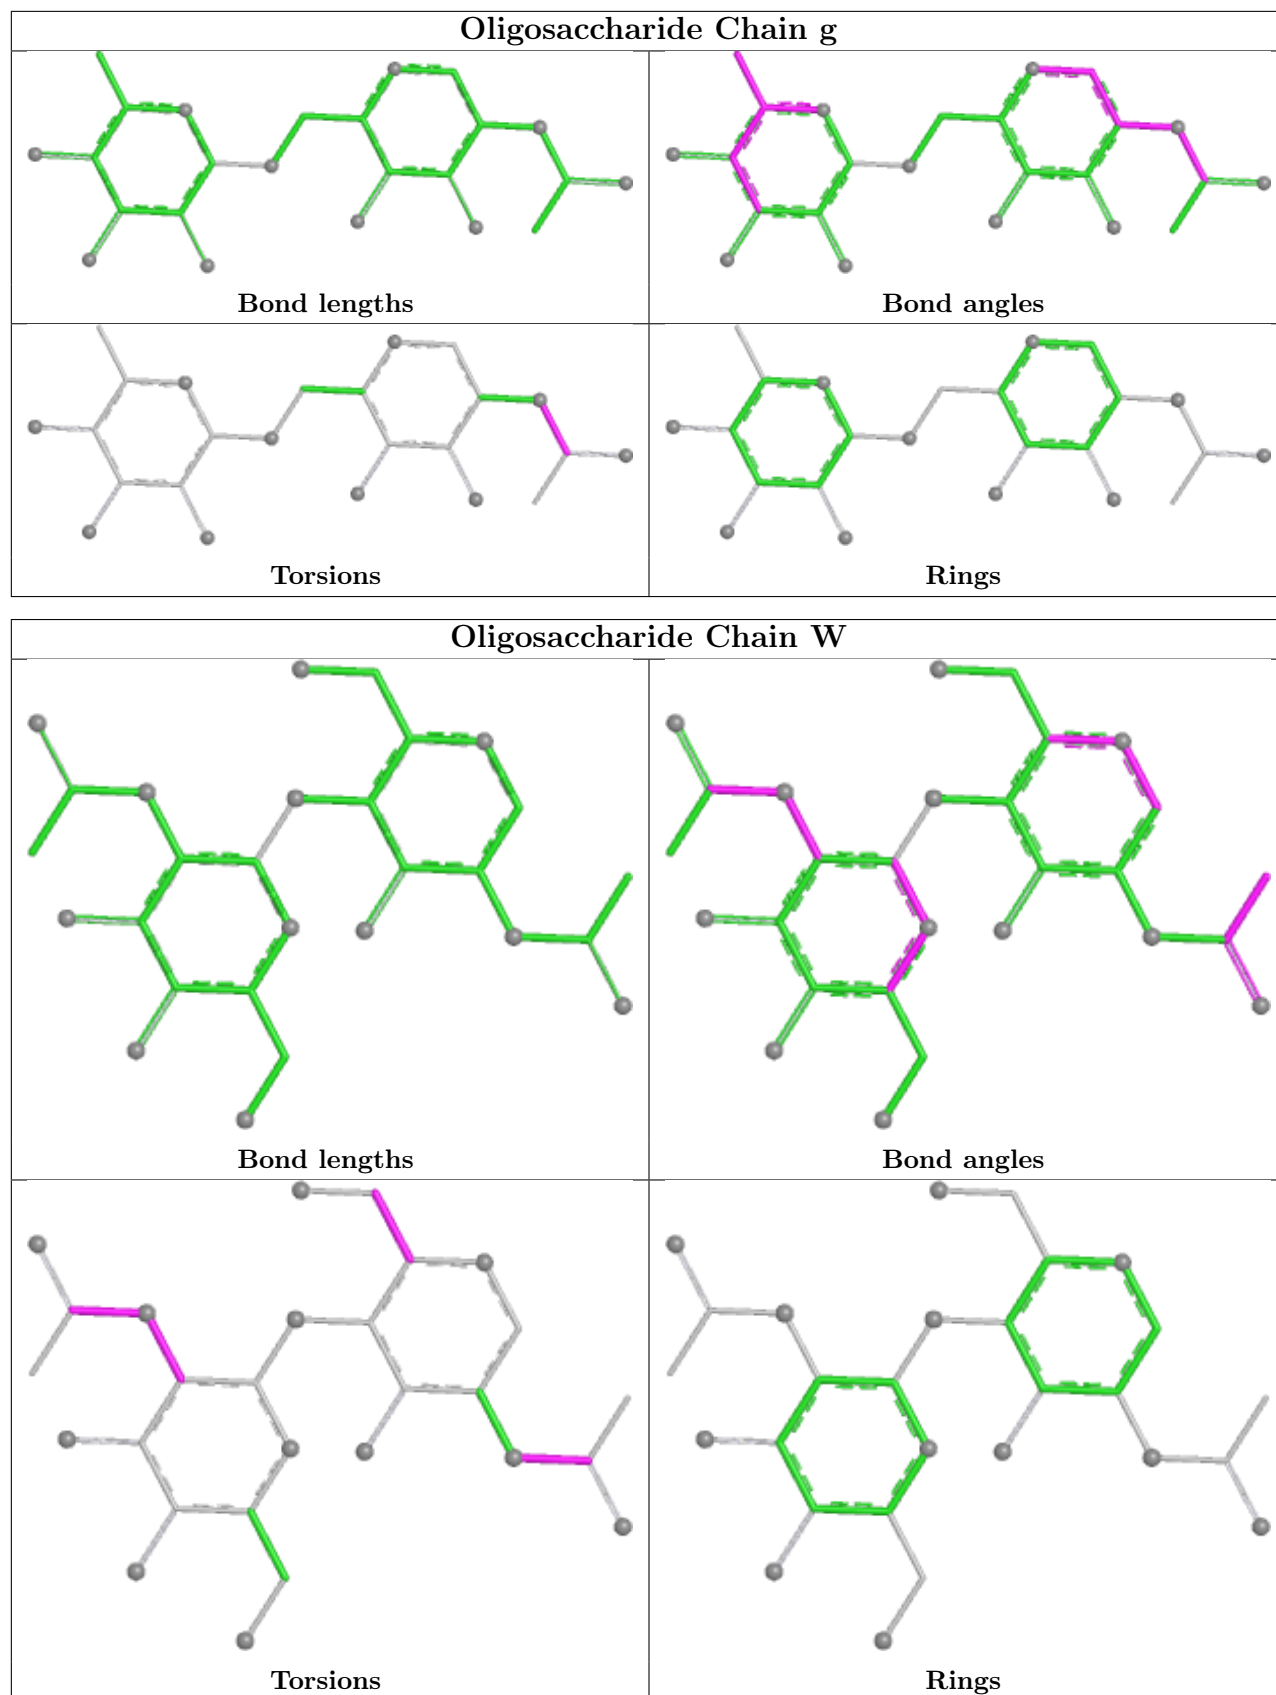 Oligosaccharide Chain g
Bond lengths
Bond angles
Torsions
Rings
Oligosaccharide Chain W
Bond lengths
Bond angles
Torsions
Rings